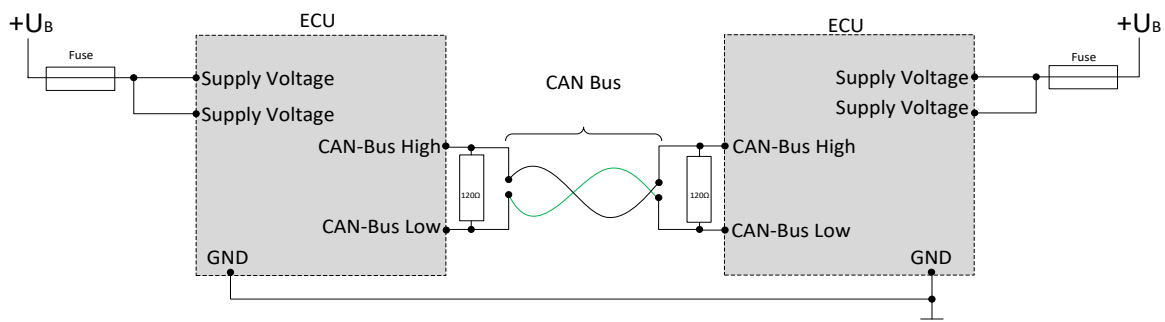 ECU
ECU
+UB
+UB
Fuse
Fuse
Supply Voltage
Supply Voltage
CAN Bus
Supply Voltage
Supply Voltage
CAN-Bus High
CAN-Bus High
120Ω
120Ω
CAN-Bus Low
CAN-Bus Low
GND
GND